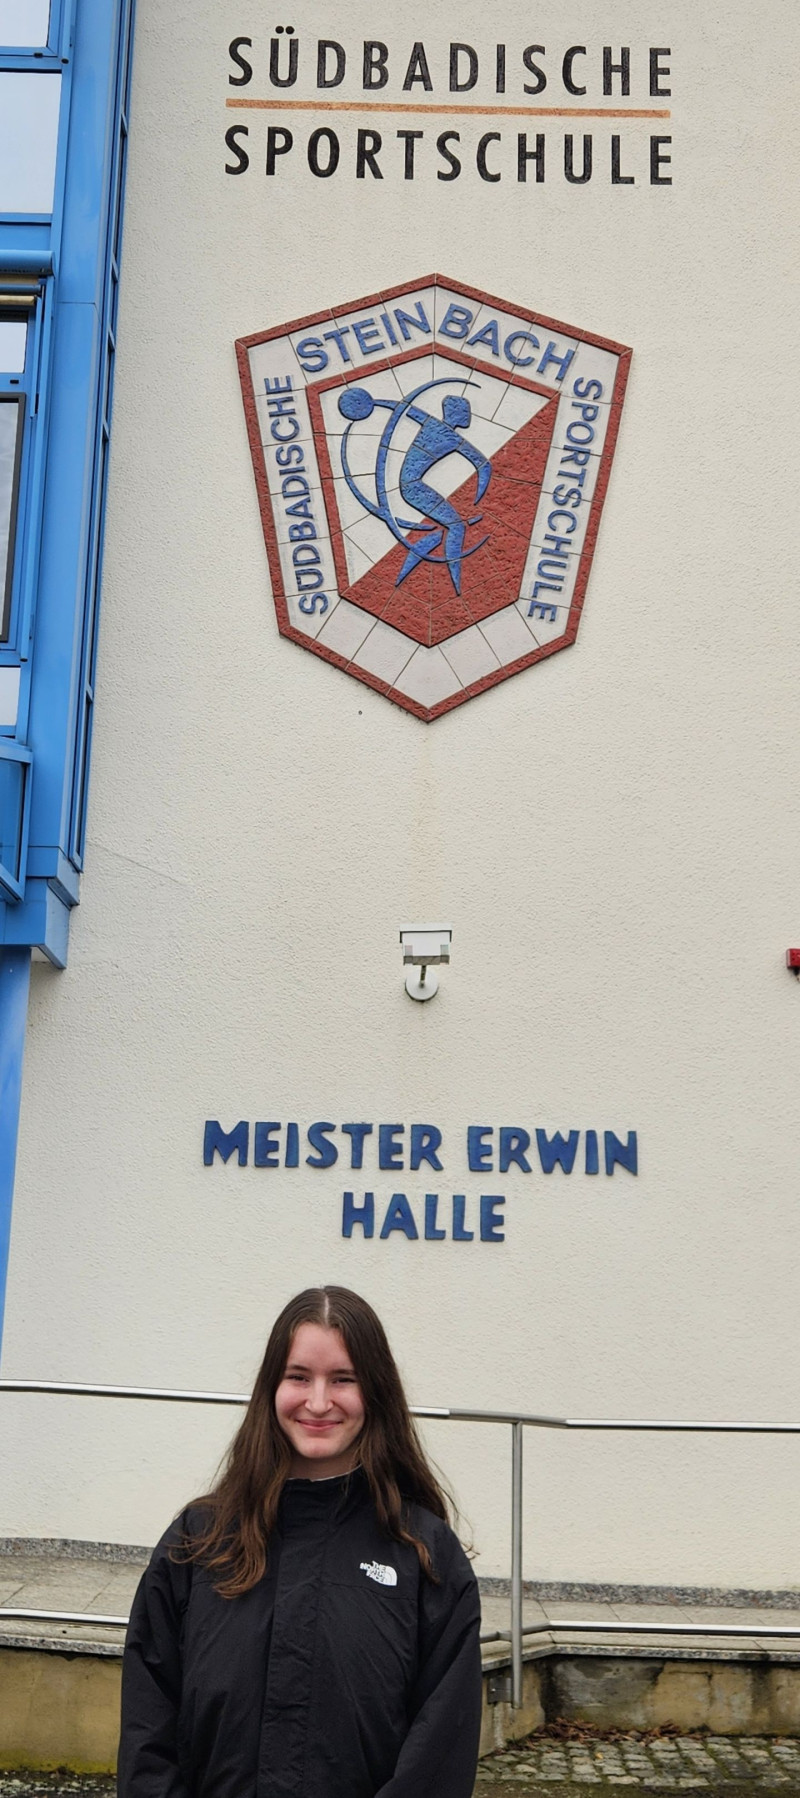 SÜDBADISCHE
SPORTSCHULE
STEINBACH
SÜDBADISCHE
SPORTSCHULE
MEISTER ERWIN
HALLE
THE
NORTH
FACE